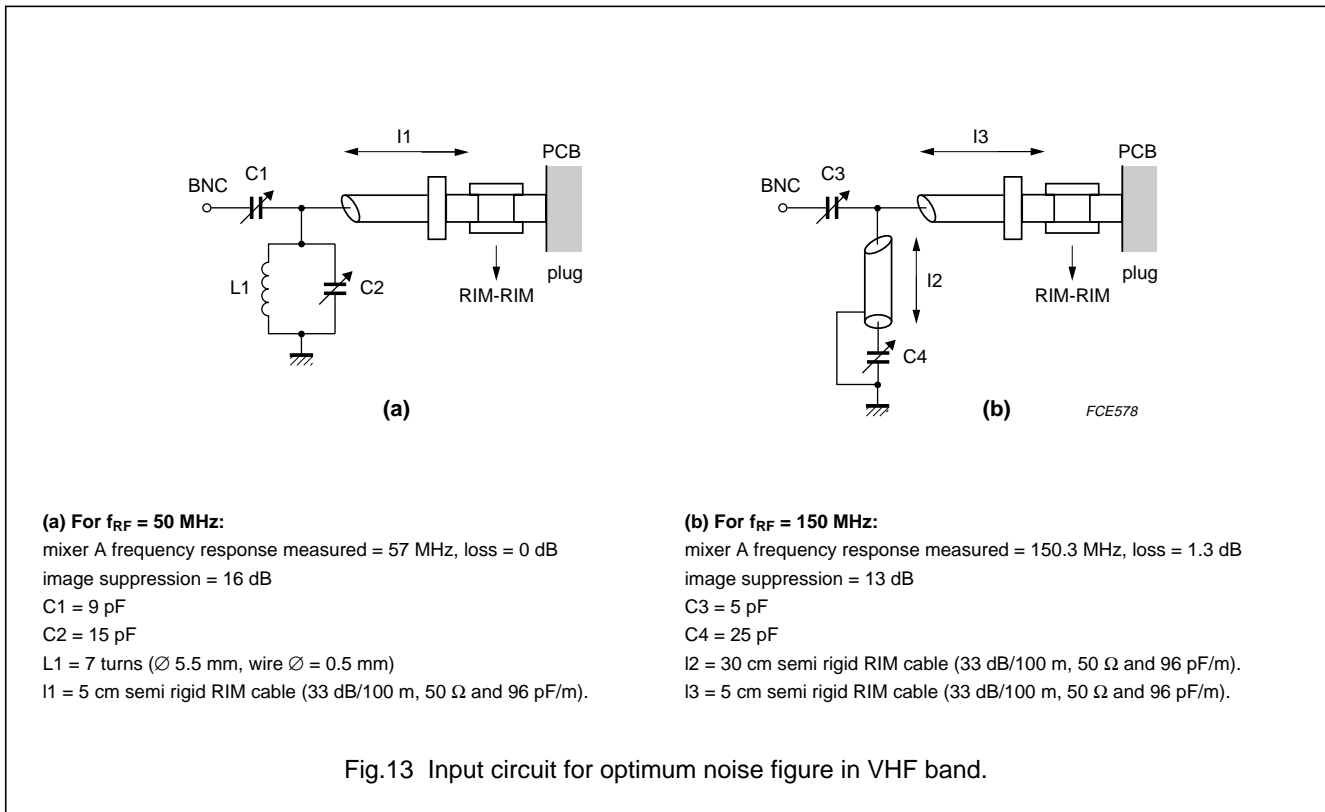 l1
PCB
C1
BNC
L1
C2
plug
RIM-RIM
(a)
l3
PCB
C3
BNC
l2
plug
RIM-RIM
C4
(b)
FCE578
(a) For fRF = 50 MHz:
mixer A frequency response measured = 57 MHz, loss = 0 dB
image suppression = 16 dB
C1 = 9 pF
C2 = 15 pF
L1 = 7 turns (∅ 5.5 mm, wire ∅ = 0.5 mm)
l1 = 5 cm semi rigid RIM cable (33 dB/100 m, 50 Ω and 96 pF/m).
(b) For fRF = 150 MHz:
mixer A frequency response measured = 150.3 MHz, loss = 1.3 dB
image suppression = 13 dB
C3 = 5 pF
C4 = 25 pF
l2 = 30 cm semi rigid RIM cable (33 dB/100 m, 50 Ω and 96 pF/m).
l3 = 5 cm semi rigid RIM cable (33 dB/100 m, 50 Ω and 96 pF/m).
Fig.13 Input circuit for optimum noise figure in VHF band.